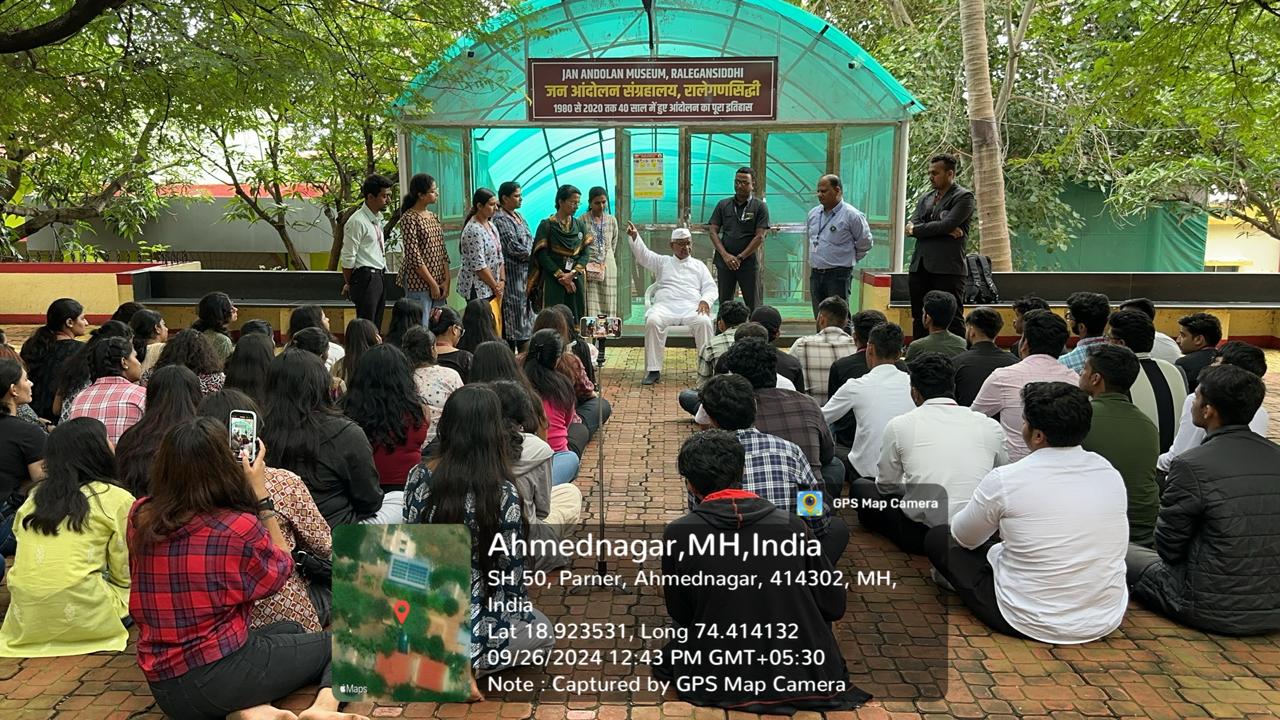 JAN ANDOLAN MUSEUM, RALEGANSIDDHI
जन आंदोलन संग्रहालय, रालेगणसिद्धी
1980 से 2020 तक 40 साल में हुए आंदोलन का पूरा इतिहास
GPS Map Camera
Ahmednagar,MH,India
SH 50, Parner, Ahmednagar, 414302, MH,
India
Lat 18.923531, Long 74.414132
09/26/2024 12:43 PM GMT+05:30
Note : Captured by GPS Map Camera
Maps